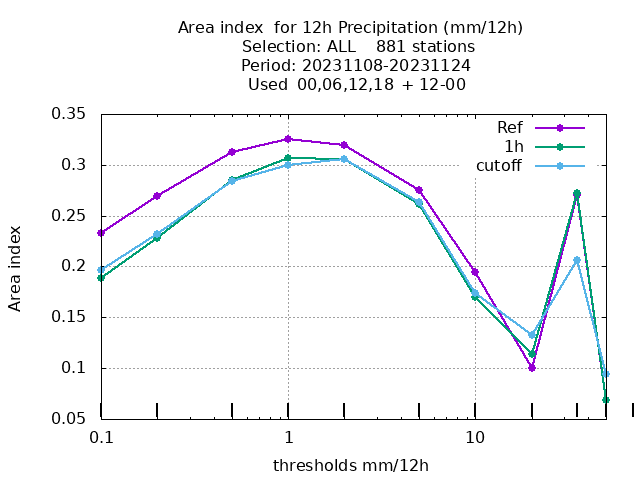 Area index  for 12h Precipitation (mm/12h)
Selection: ALL    881 stations
Period: 20231108-20231124
Used  00,06,12,18  + 12-00
Ref
1h
cutoff
0.35
0.3
0.25
0.2
0.15
0.1
0.05
Area index
0.1
1
10
thresholds mm/12h